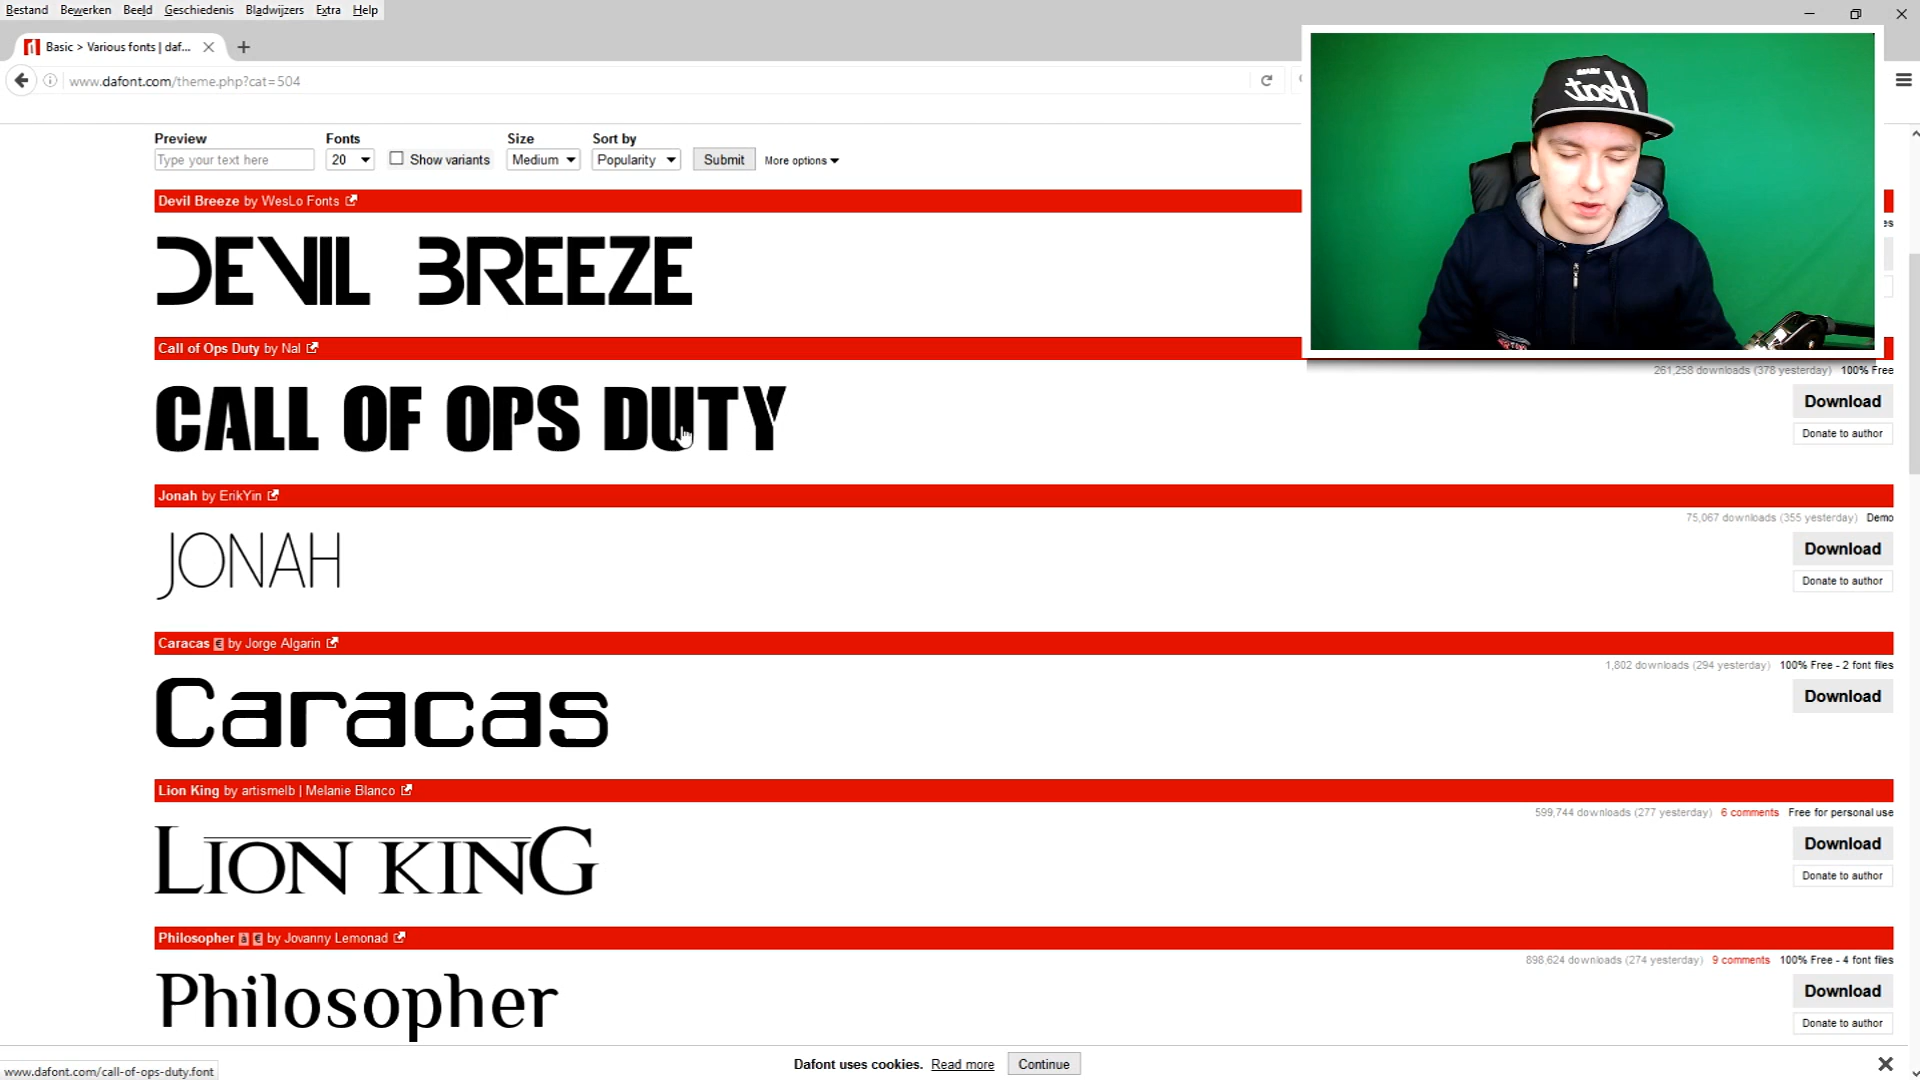 Bestand Bewerken Beeld Geschiedenis Bladwijzers Extra Help
Basic > Various fonts | daf...
www.dafont.com/theme.php?cat=504
Preview Fonts Size Sort by
Type your text here 20 Show variants Medium Popularity Submit More options
Devil Breeze by WesLo Fonts
DEVIL BREEZE
Call of Ops Duty by Nal
261,258 downloads (378 yesterday) 100% Free
CALL OF OPS DUTY
Download
Donate to author
Jonah by ErikYin
75,067 downloads (355 yesterday) Demo
JONAH
Download
Donate to author
Caracas € by Jorge Algarin
1,802 downloads (294 yesterday) 100% Free - 2 font files
Caracas
Download
Lion King by artismelb | Melanie Blanco
599,744 downloads (277 yesterday) 6 comments Free for personal use
LION KING
Download
Donate to author
Philosopher à € by Jovanny Lemonad
898,624 downloads (274 yesterday) 9 comments 100% Free - 4 font files
Philosopher
Download
Donate to author
Dafont uses cookies. Read more Continue
www.dafont.com/call-of-ops-duty.font